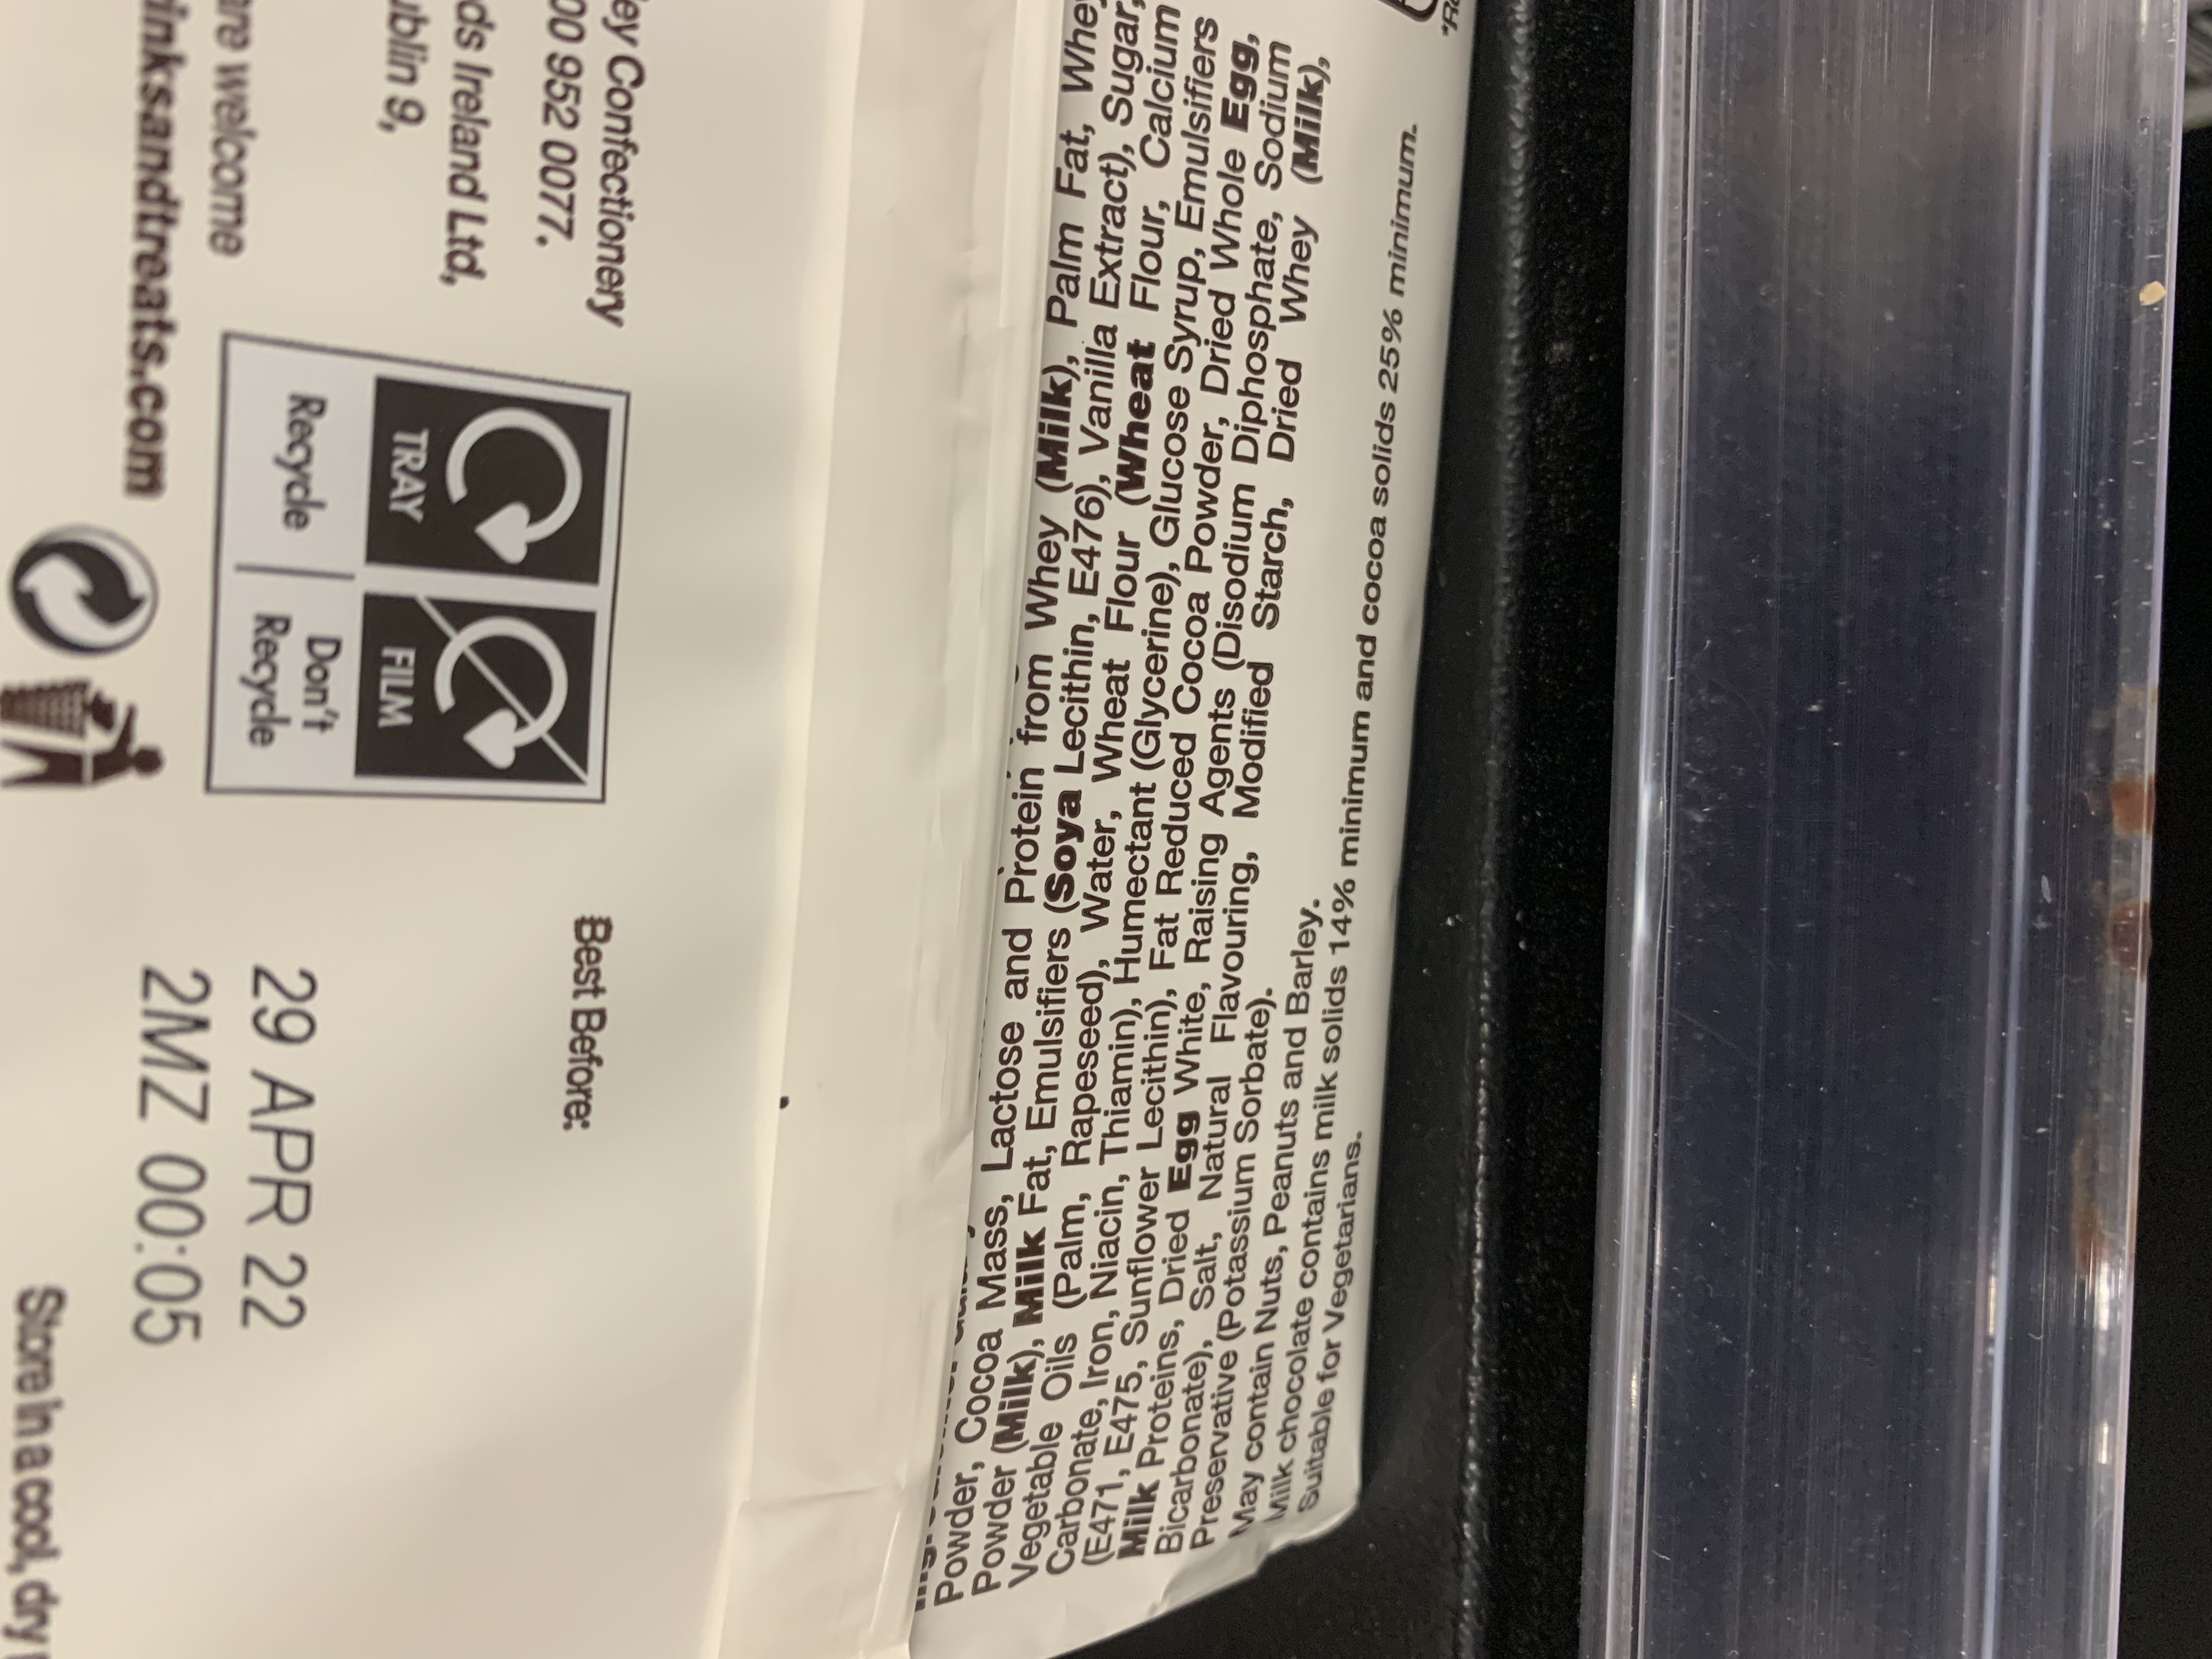 Store in a cool, dry
2MZ 00:05
29 APR 22
Best Before:
TRAY
FILM
Recycle
Don't
Recycle
Confectionery
00 952 0077.
Ireland Ltd,
9,
are welcome
Powder, Cocoa Mass, Lactose and Protein from Whey (Milk), Palm Fat,
Powder (Milk), Milk Fat, Emulsifiers (Soya Lecithin, E476), Vanilla Extract), Sugar,
Vegetable Oils (Palm, Rapeseed), Water, Wheat Flour (Wheat Flour, Calcium
Carbonate, Iron, Niacin, Thiamin), Humectant (Glycerine), Glucose Syrup, Emulsifiers
(E471, E475, Sunflower Lecithin), Fat Reduced Cocoa Powder, Dried Whole Egg,
Milk Proteins, Dried Egg White, Raising Agents (Disodium Diphosphate, Sodium
Bicarbonate), Salt, Natural Flavouring, Modified Starch, Dried Whey (Milk),
Preservative (Potassium Sorbate).
May contain Nuts, Peanuts and Barley.
Milk chocolate contains milk solids 14% minimum and cocoa solids 25% minimum.
Suitable for Vegetarians.